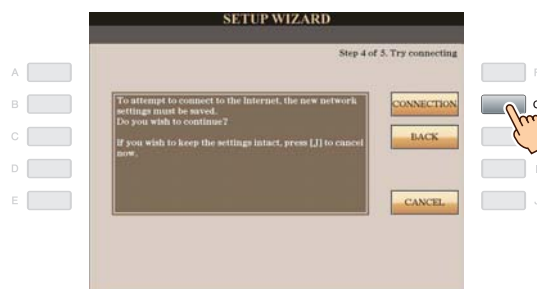 SETUP WIZARD
Step 4 of 5. Try connecting
To attempt to connect to the Internet, the new network
settings must be saved.
Do you wish to continue?
If you wish to keep the settings intact, press [J] to cancel
now.
CONNECTION
BACK
CANCEL
A
B
C
D
E